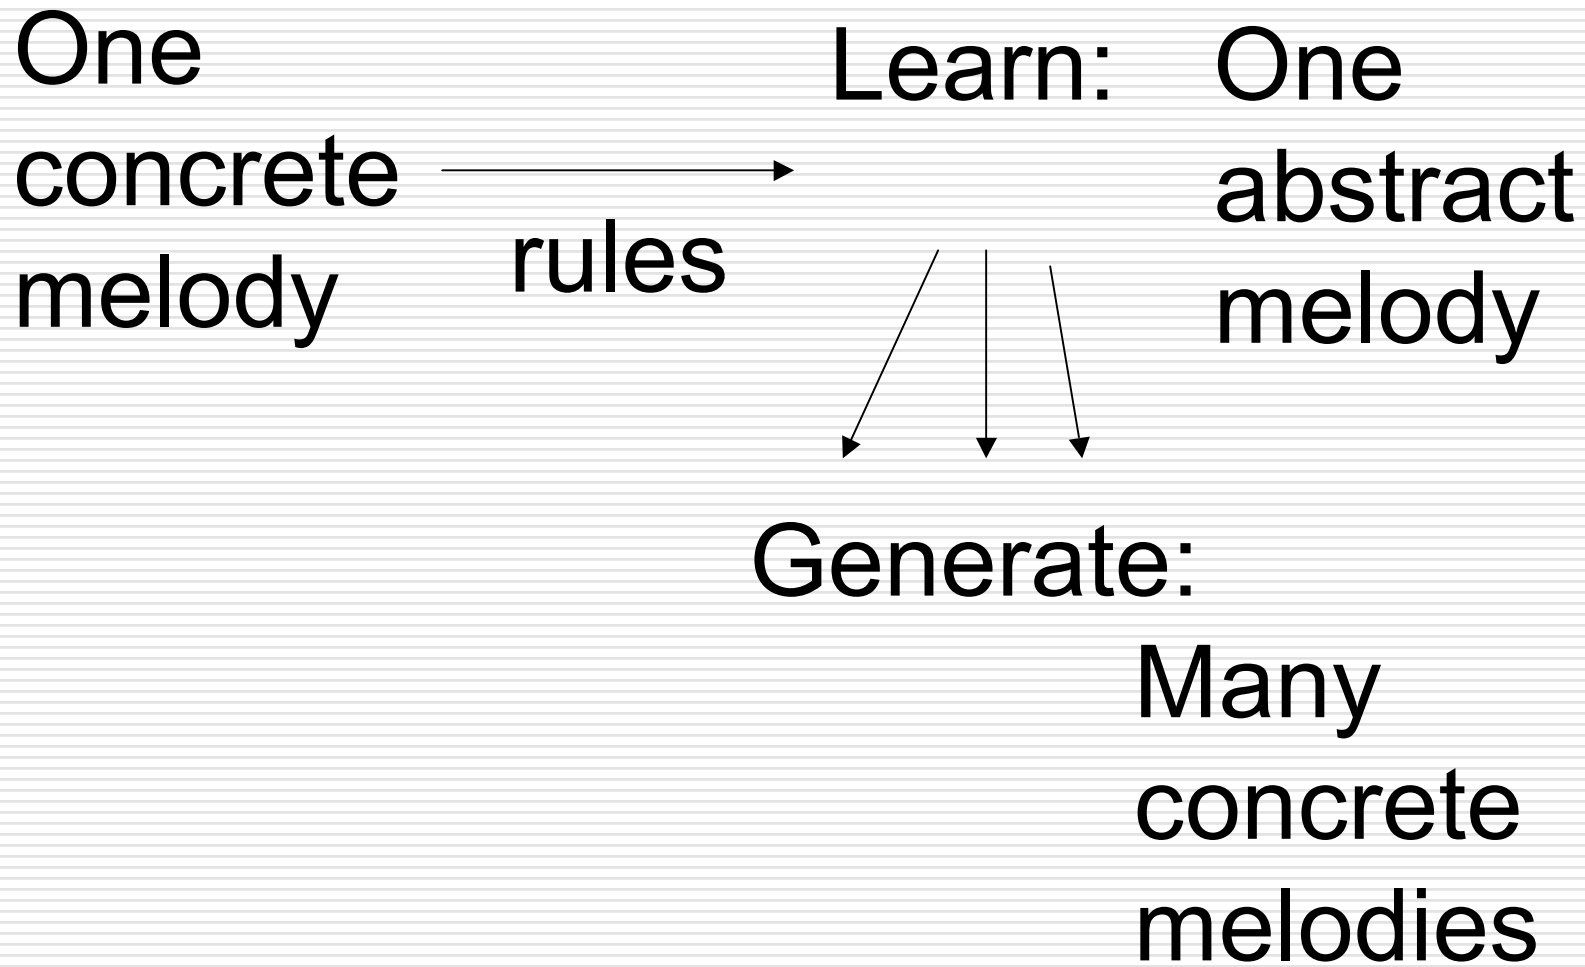 One
concrete
melody
rules
Learn: One
abstract
melody
Generate:
Many
concrete
melodies